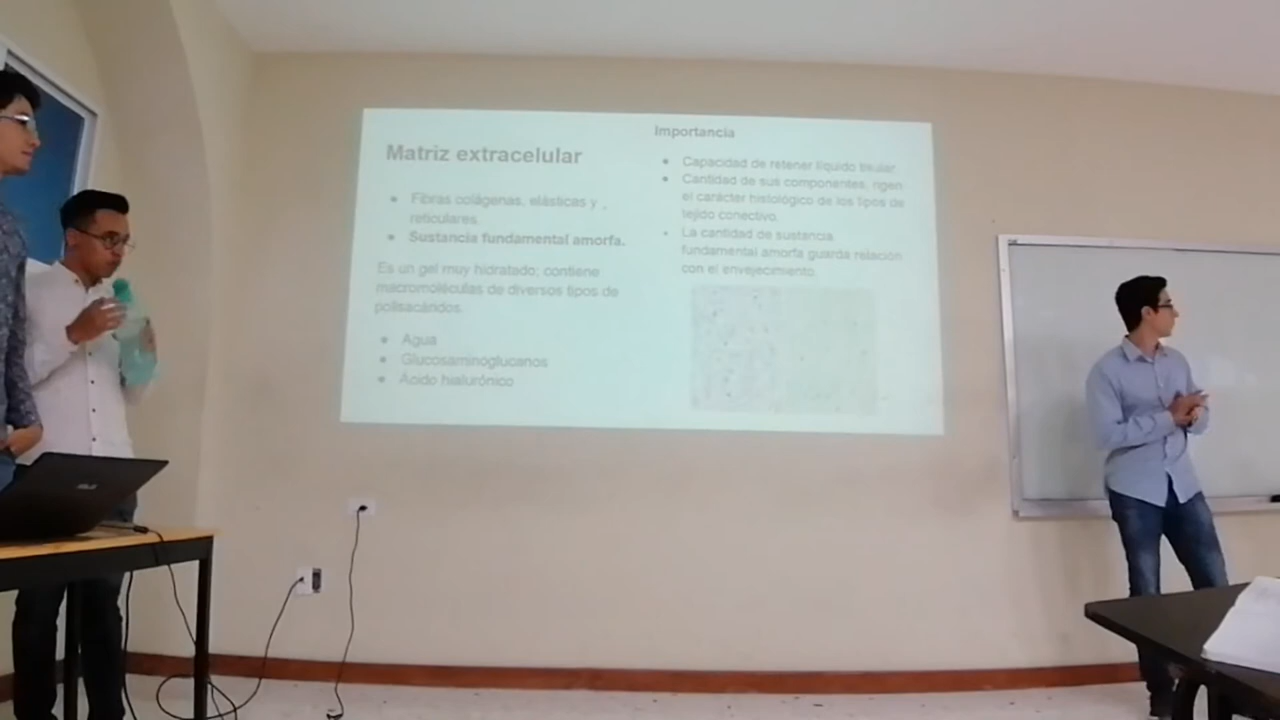 Matriz extracelular
Fibras colágenas, elásticas y
reticulares.
Sustancia fundamental amorfa.
Es un gel muy hidratado; contiene
macromoléculas de diversos tipos de
polisacáridos.
Agua
Glucosaminoglucanos
Ácido hialurónico
Importancia
Capacidad de retener líquido tisular.
Cantidad de sus componentes, rigen
el carácter histológico de los tipos de
tejido conectivo.
La cantidad de sustancia
fundamental amorfa guarda relación
con el envejecimiento.